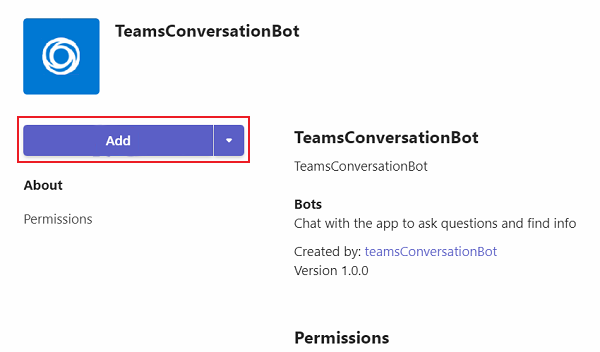 TeamsConversationBot
Add
About
Permissions
TeamsConversationBot
TeamsConversationBot
Bots
Chat with the app to ask questions and find info
Created by: teamsConversationBot
Version 1.0.0
Permissions